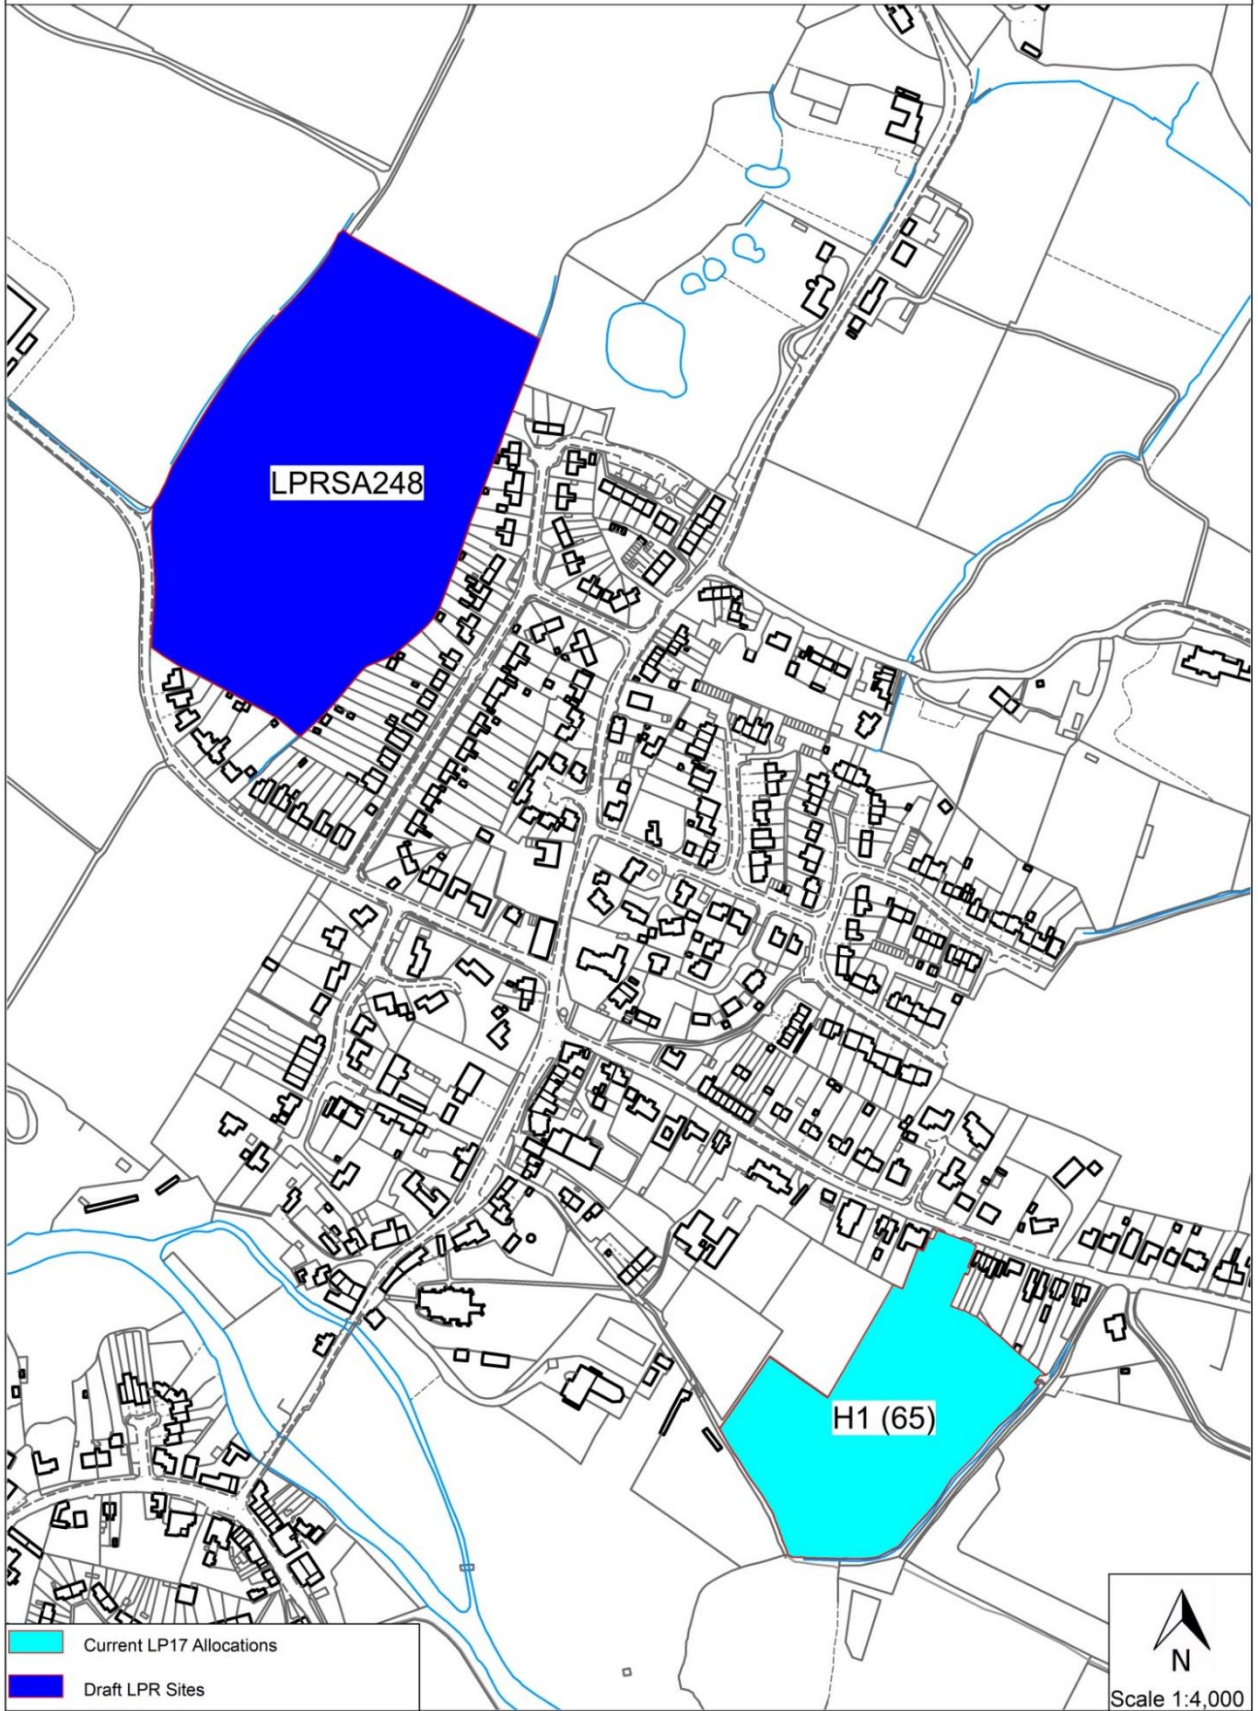 LPRSA248
H1 (65)
Current LP17 Allocations
Draft LPR Sites
N
Scale 1:4,000